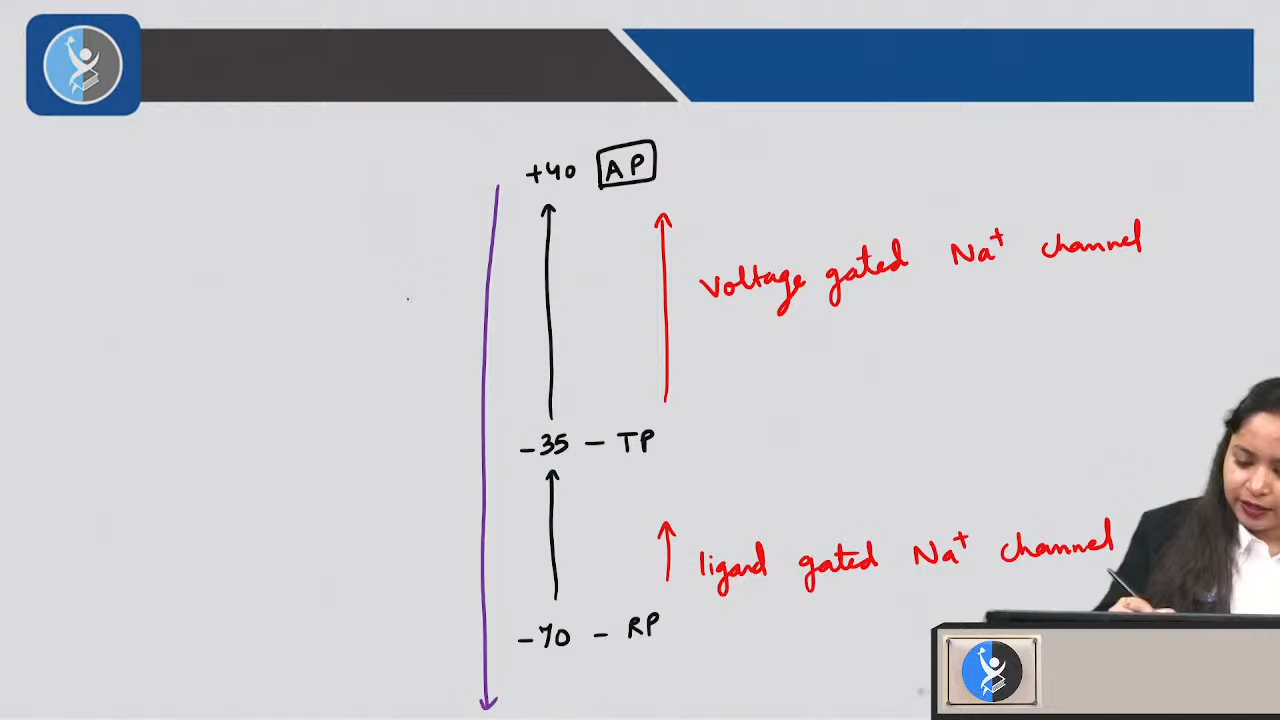 +40 AP
Voltage gated Na+ channel
-35 - TP
ligand gated Na+ channel
-70 - RP